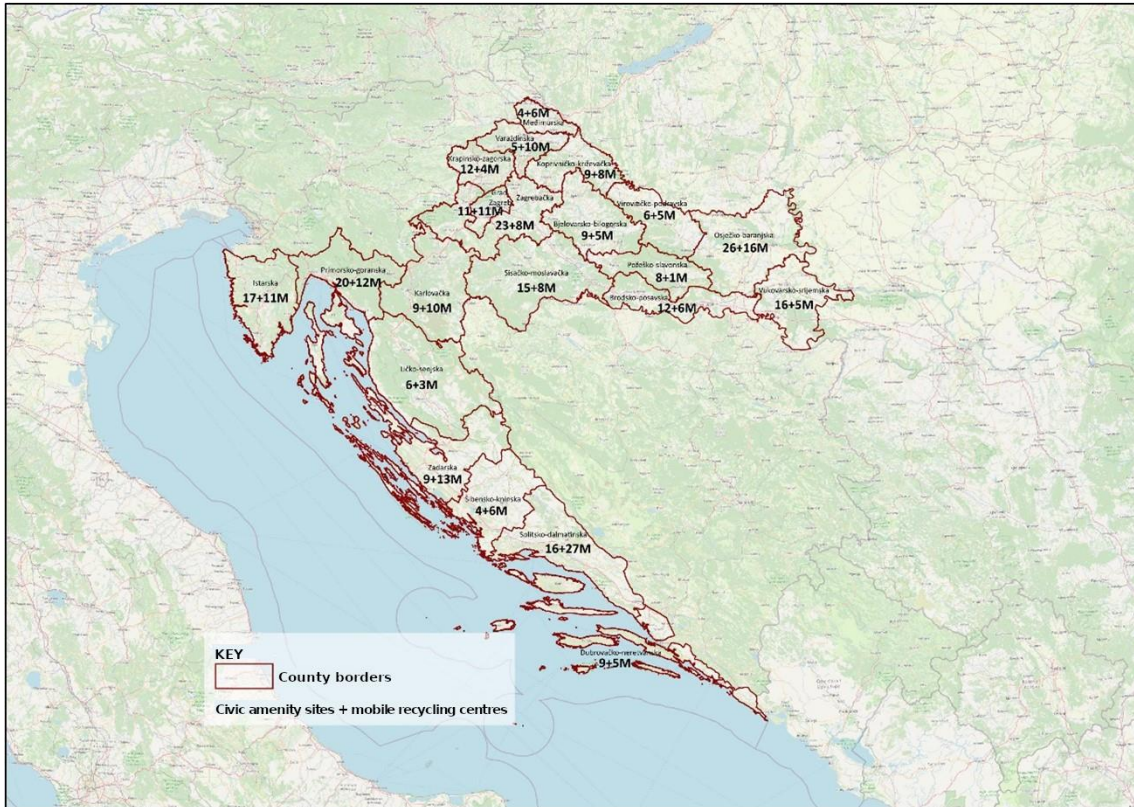 4+6M
Međimurska
Varaždinska
5+10M
Krapinsko-zagorska
12+4M
Koprivničko-križevačka
9+8M
Grad
Zagreb
11+11M
Zagrebačka
23+8M
Virovitičko-podravska
6+5M
Bjelovarsko-bilogorska
9+5M
Osječko-baranjska
26+16M
Požeško-slavonska
8+1M
Primorsko-goranska
20+12M
Istarska
17+11M
Karlovačka
9+10M
Sisačko-moslavačka
15+8M
Brodsko-posavska
12+6M
Vukovarsko-srijemska
16+5M
Ličko-senjska
6+3M
Zadarska
9+13M
Šibensko-kninska
4+6M
Splitsko-dalmatinska
16+27M
Dubrovačko-neretvanska
9+5M
KEY
County borders
Civic amenity sites + mobile recycling centres